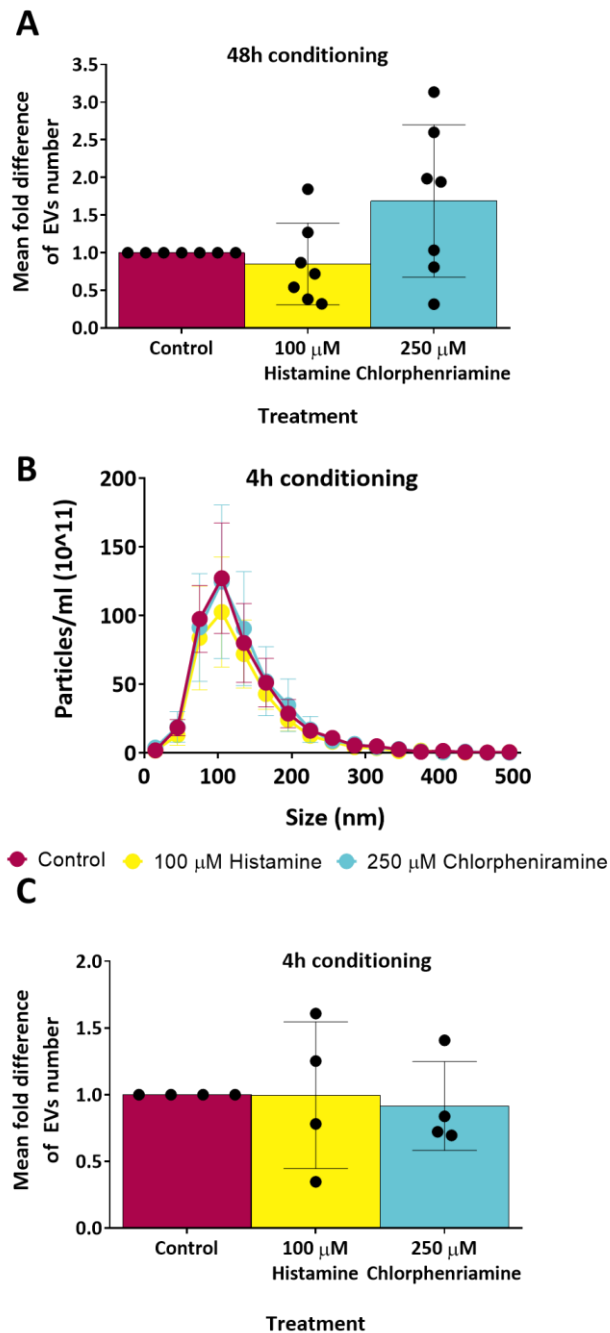 A
48h conditioning
Mean fold difference
of EVs number
3.5
3.0
2.5
2.0
1.5
1.0
0.5
0.0
Control
100 μM
Histamine
250 μM
Chlorphenriamine
Treatment
B
4h conditioning
Particles/ml (10^11)
200
150
100
50
0
0
100
200
300
400
500
Size (nm)
Control
100 μM Histamine
250 μM Chlorpheniramine
C
4h conditioning
Mean fold difference
of EVs number
2.0
1.5
1.0
0.5
0.0
Control
100 μM
Histamine
250 μM
Chlorphenriamine
Treatment